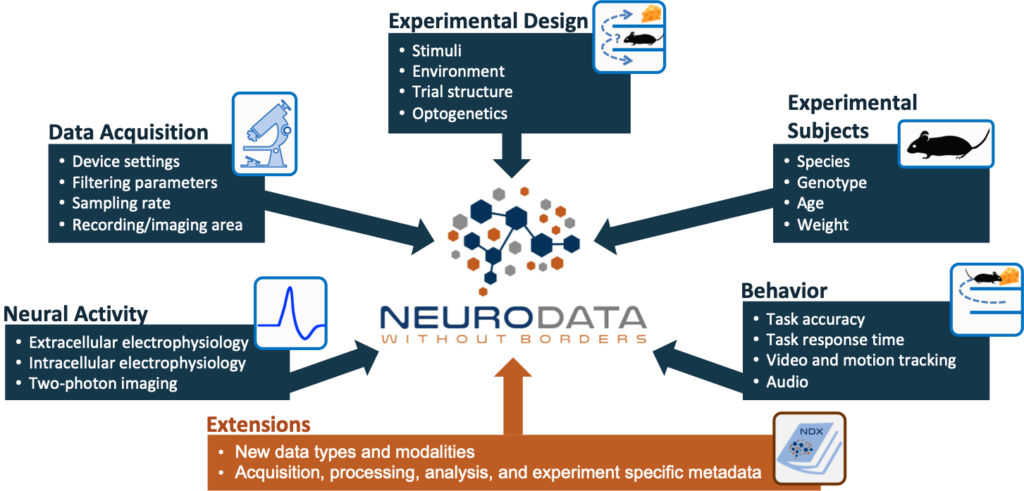 Experimental Design
• Stimuli
• Environment
• Trial structure
• Optogenetics
?
Data Acquisition
• Device settings
• Filtering parameters
• Sampling rate
• Recording/imaging area
Experimental
Subjects
• Species
• Genotype
• Age
• Weight
Neural Activity
• Extracellular electrophysiology
• Intracellular electrophysiology
• Two-photon imaging
NEURODATA
WITHOUT BORDERS
Behavior
• Task accuracy
• Task response time
• Video and motion tracking
• Audio
Extensions
• New data types and modalities
• Acquisition, processing, analysis, and experiment specific metadata
NDX